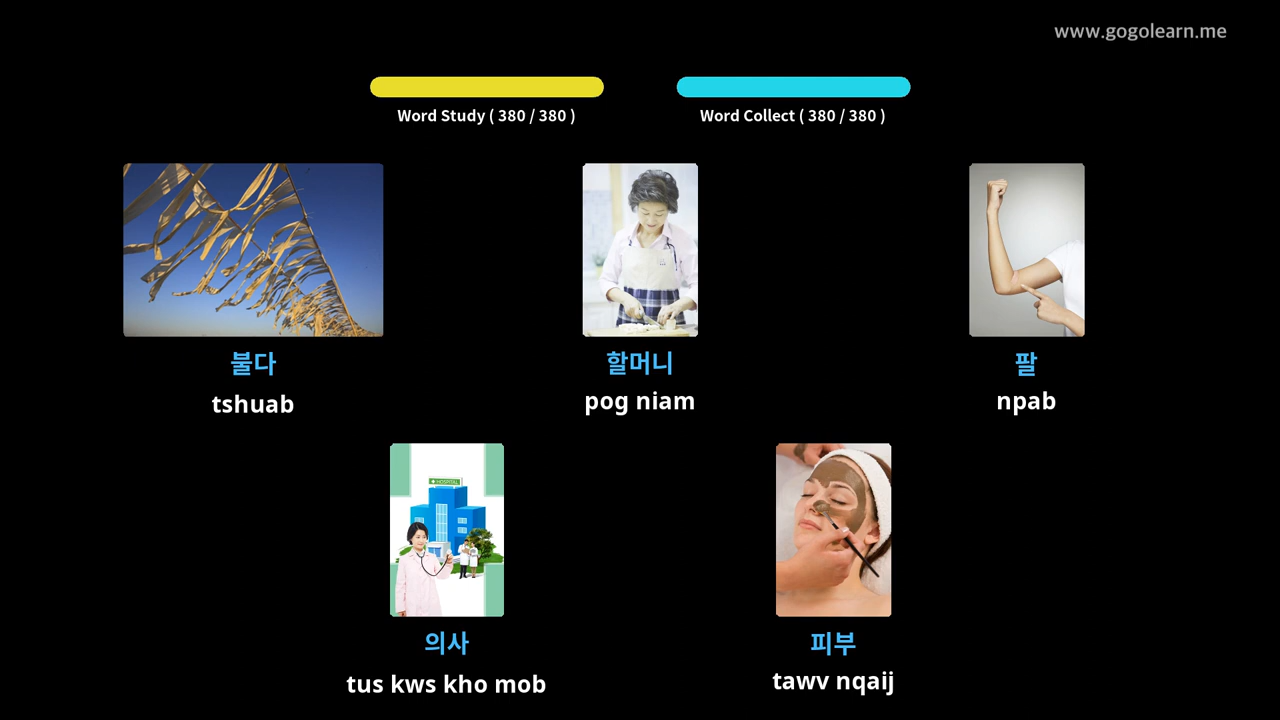 www.gogolearn.me
Word Study ( 380 / 380 )
Word Collect ( 380 / 380 )
불다
tshuab
할머니
pog niam
팔
npab
HOSPITAL
의사
tus kws kho mob
피부
tawv nqaij